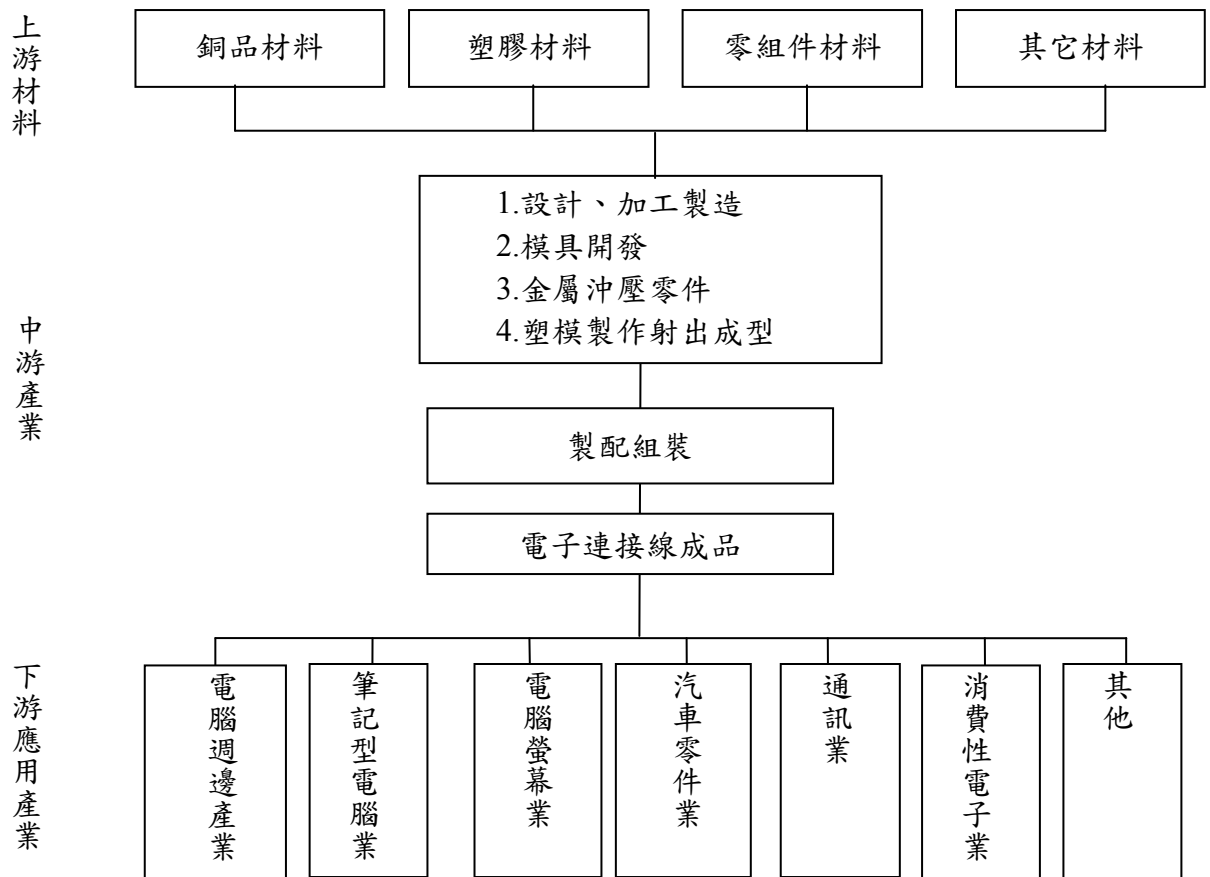 上游材料
銅品材料
塑膠材料
零組件材料
其它材料
中游產業
1.設計、加工製造
2.模具開發
3.金屬沖壓零件
4.塑模製作射出成型
製配組裝
電子連接線成品
下游應用產業
電腦週邊產業
筆記型電腦業
電腦螢幕業
汽車零件業
通訊業
消費性電子業
其他